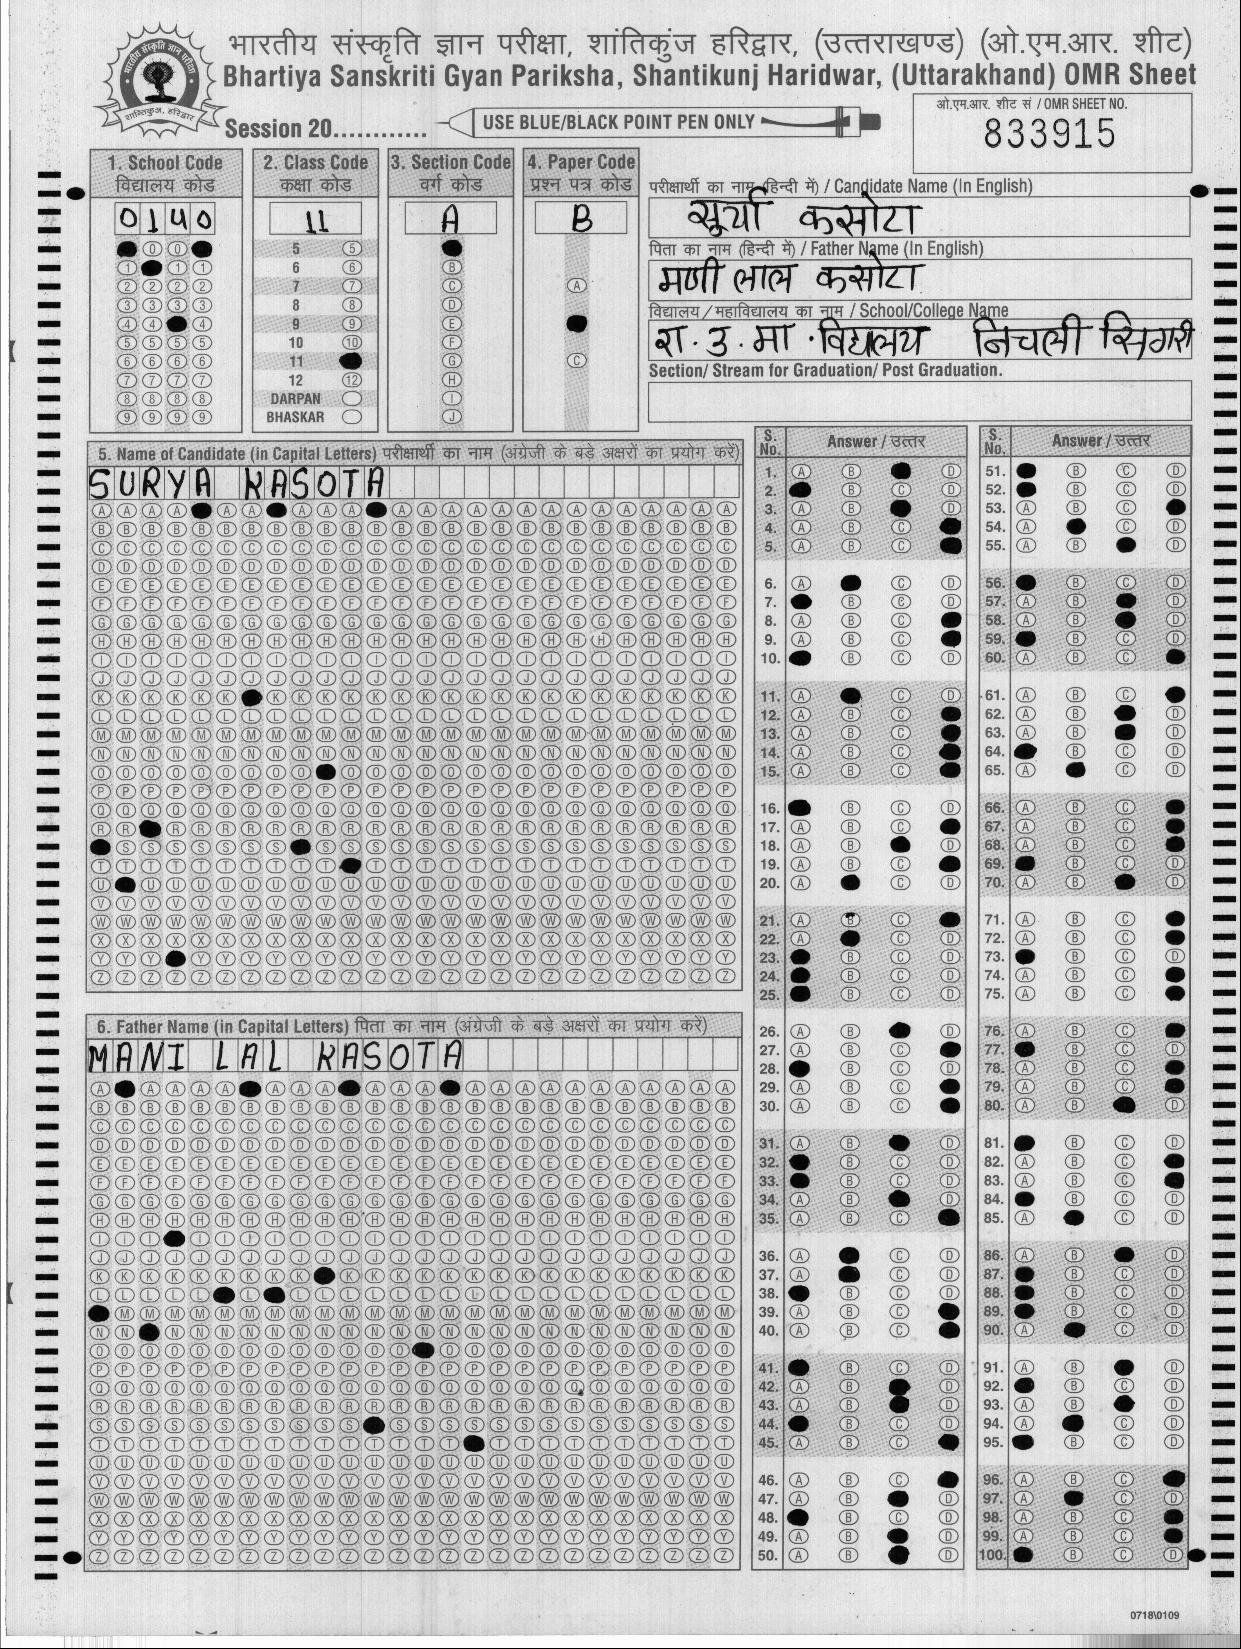 भारतीय संस्कृति ज्ञान परीक्षा, शांतिकुंज हरिद्वार, (उत्तराखण्ड) (ओ.एम.आर. शीट)
Bhartiya Sanskriti Gyan Pariksha, Shantikunj Haridwar, (Uttarakhand) OMR Sheet
Session 20............ USE BLUE/BLACK POINT PEN ONLY
ओ.एम.आर. शीट सं / OMR SHEET NO.
833915
1. School Code
विद्यालय कोड
0140
2. Class Code
कक्षा कोड
11
5
6
7
8
9
10
11
12
DARPAN
BHASKAR
3. Section Code
वर्ग कोड
A
4. Paper Code
प्रश्न पत्र कोड
B
परीक्षार्थी का नाम (हिन्दी में) / Candidate Name (In English)
सूर्या कसोटा
पिता का नाम (हिन्दी में) / Father Name (In English)
मणी लाल कसोटा
विद्यालय/महाविद्यालय का नाम / School/College Name
रा. उ. मा. विद्यलय निचली सिगरी
Section/ Stream for Graduation/ Post Graduation.
5. Name of Candidate (in Capital Letters) परीक्षार्थी का नाम (अंग्रेजी के बड़े अक्षरों का प्रयोग करें)
SURYA KASOTA
6. Father Name (in Capital Letters) पिता का नाम (अंग्रेजी के बड़े अक्षरों का प्रयोग करें)
MANI LAL KASOTA
S. No. Answer / उत्तर
S. No. Answer / उत्तर
0718\0109